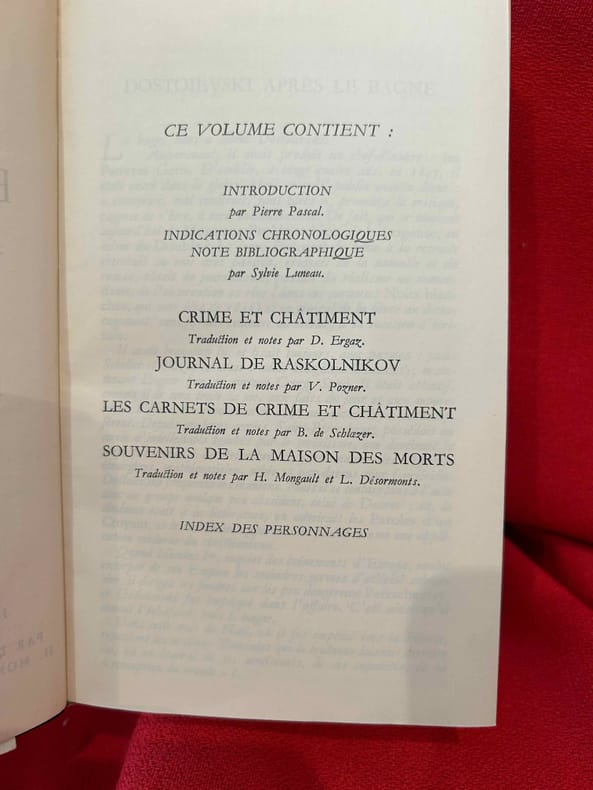 CE VOLUME CONTIENT :
INTRODUCTION
par Pierre Pascal.
INDICATIONS CHRONOLOGIQUES
NOTE BIBLIOGRAPHIQUE
par Sylvie Luneau.
CRIME ET CHÂTIMENT
Traduction et notes par D. Ergaz.
JOURNAL DE RASKOLNIKOV
Traduction et notes par V. Pozner.
LES CARNETS DE CRIME ET CHÂTIMENT
Traduction et notes par B. de Schlœzer.
SOUVENIRS DE LA MAISON DES MORTS
Traduction et notes par H. Mongault et L. Désormonts.
INDEX DES PERSONNAGES